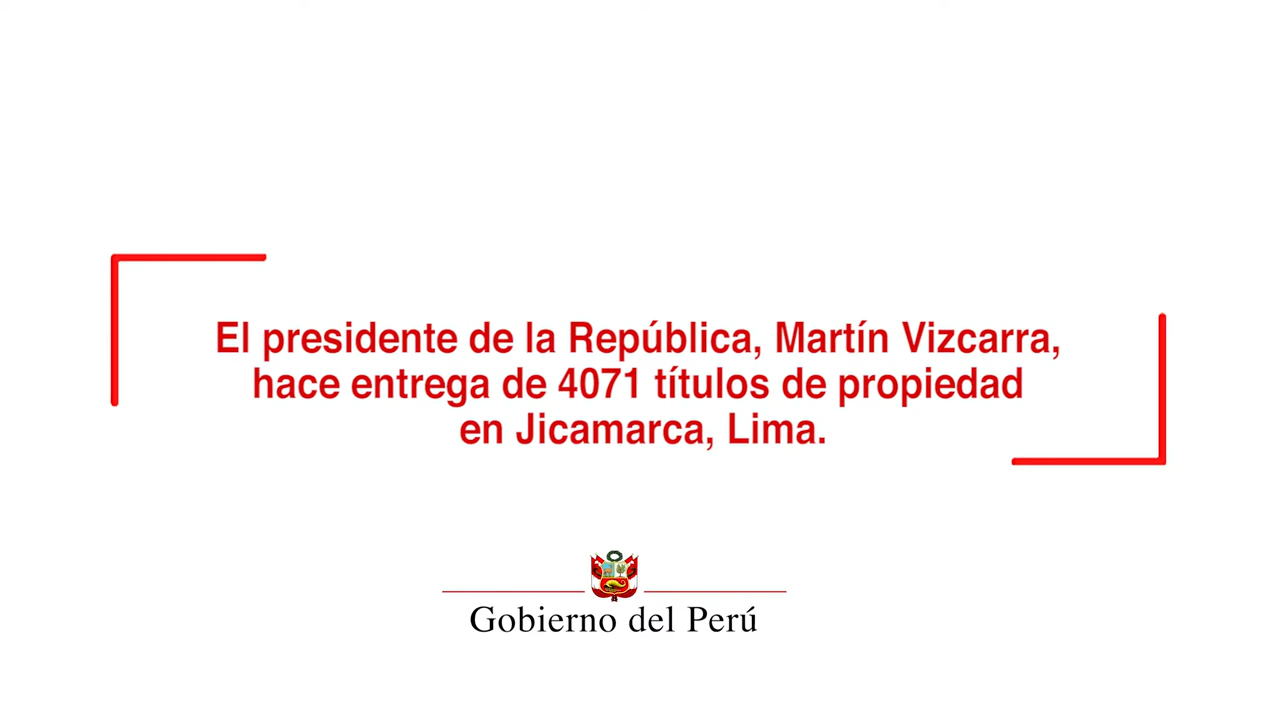 El presidente de la República, Martín Vizcarra,
hace entrega de 4071 títulos de propiedad
en Jicamarca, Lima.
Gobierno del Perú